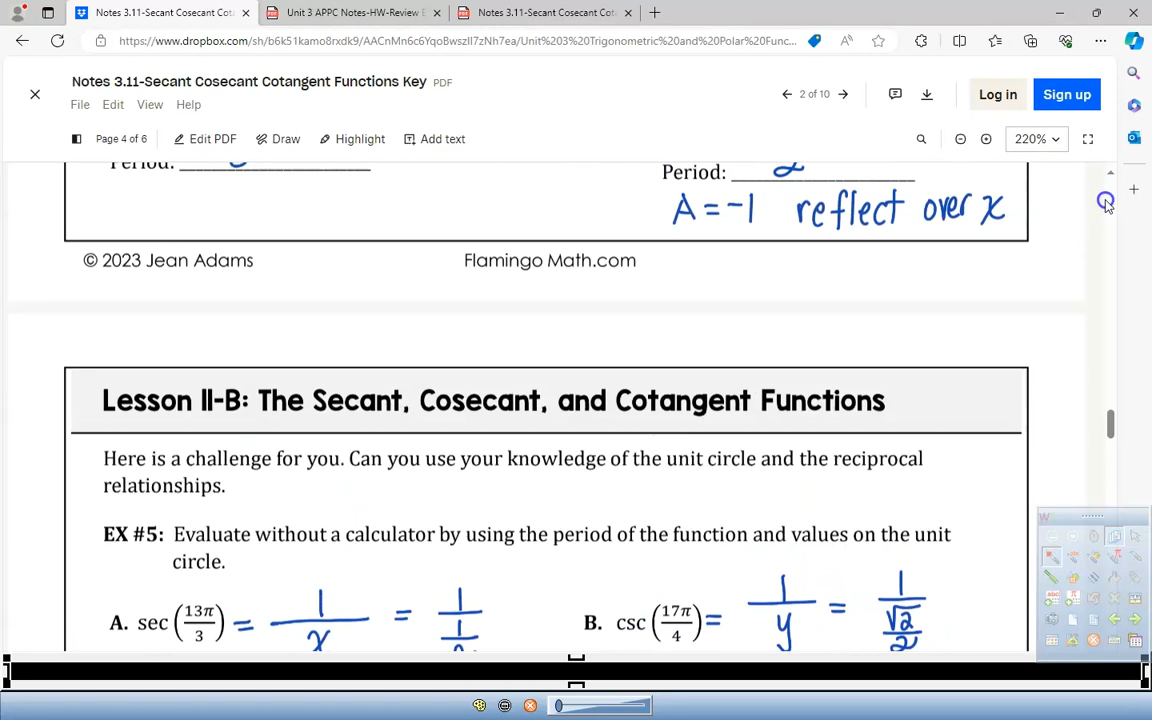 Notes 3.11-Secant Cosecant Cot
Unit 3 APPC Notes-HW-Review E
Notes 3.11-Secant Cosecant Cot
https://www.dropbox.com/sh/b6k51kamo8rxdk9/AACnMn6c6YqoBwszIl7zNh7ea/Unit%203%20Trigonometric%20and%20Polar%20Func...
Notes 3.11-Secant Cosecant Cotangent Functions Key PDF
File Edit View Help
2 of 10
Log in
Sign up
Page 4 of 6
Edit PDF
Draw
Highlight
Add text
220%
Period:
Period: 2
A = -1 reflect over x
© 2023 Jean Adams
Flamingo Math.com
Lesson 11-B: The Secant, Cosecant, and Cotangent Functions
Here is a challenge for you. Can you use your knowledge of the unit circle and the reciprocal
relationships.
EX #5: Evaluate without a calculator by using the period of the function and values on the unit
circle.
A. sec (13π/3) = 1/x = 1/(1/2)
B. csc (17π/4) = 1/y = 1/(√2/2)